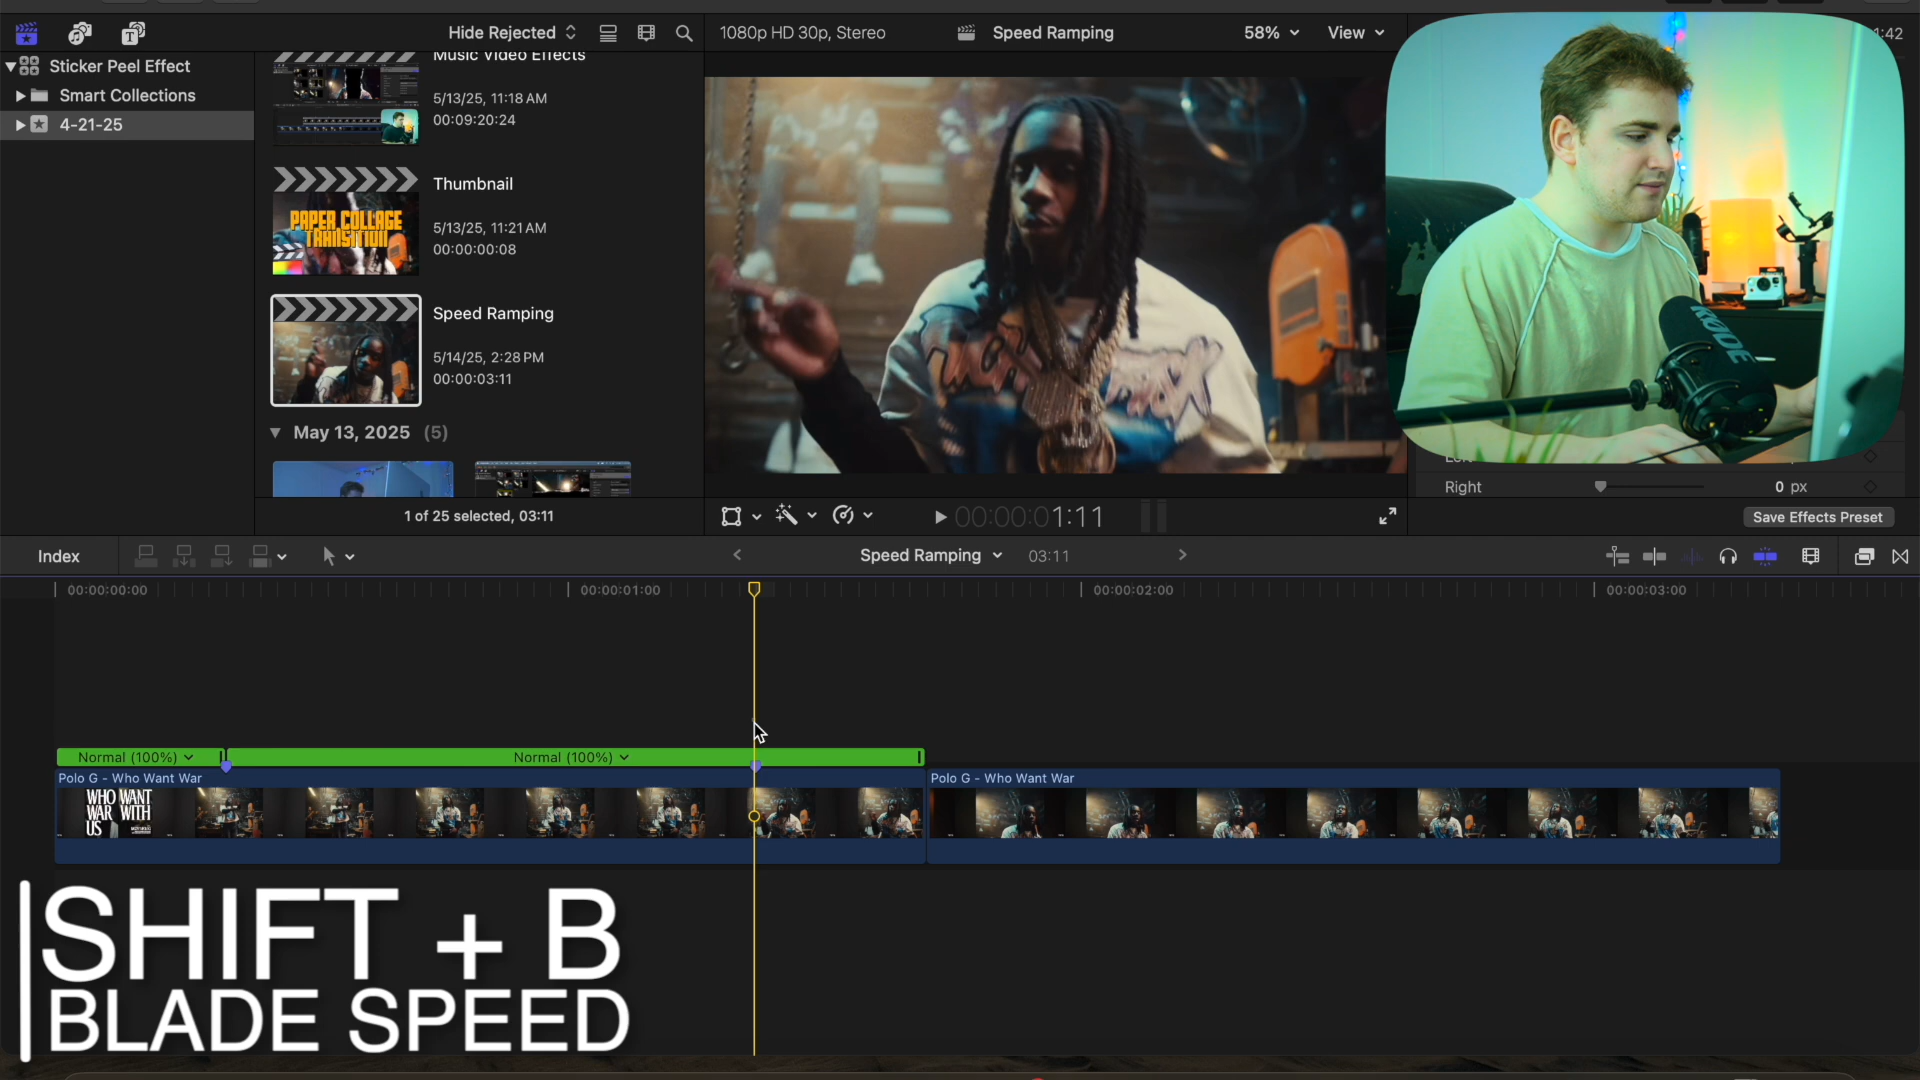 Hide Rejected
1080p HD 30p, Stereo
Speed Ramping
58%
View
1:42
Sticker Peel Effect
Smart Collections
4-21-25
Music Video Effects
5/13/25, 11:18 AM
00:09:20:24
Thumbnail
5/13/25, 11:21 AM
00:00:00:08
PAPER COLLAGE
TRANSITION
Speed Ramping
5/14/25, 2:28 PM
00:00:03:11
May 13, 2025 (5)
1 of 25 selected, 03:11
RØDE
Right
0 px
00:00:01:11
Save Effects Preset
Index
Speed Ramping
03:11
00:00:00:00
00:00:01:00
00:00:02:00
00:00:03:00
Normal (100%)
Normal (100%)
Polo G - Who Want War
Polo G - Who Want War
WHO WANT
WAR WITH
US
SHIFT + B
BLADE SPEED